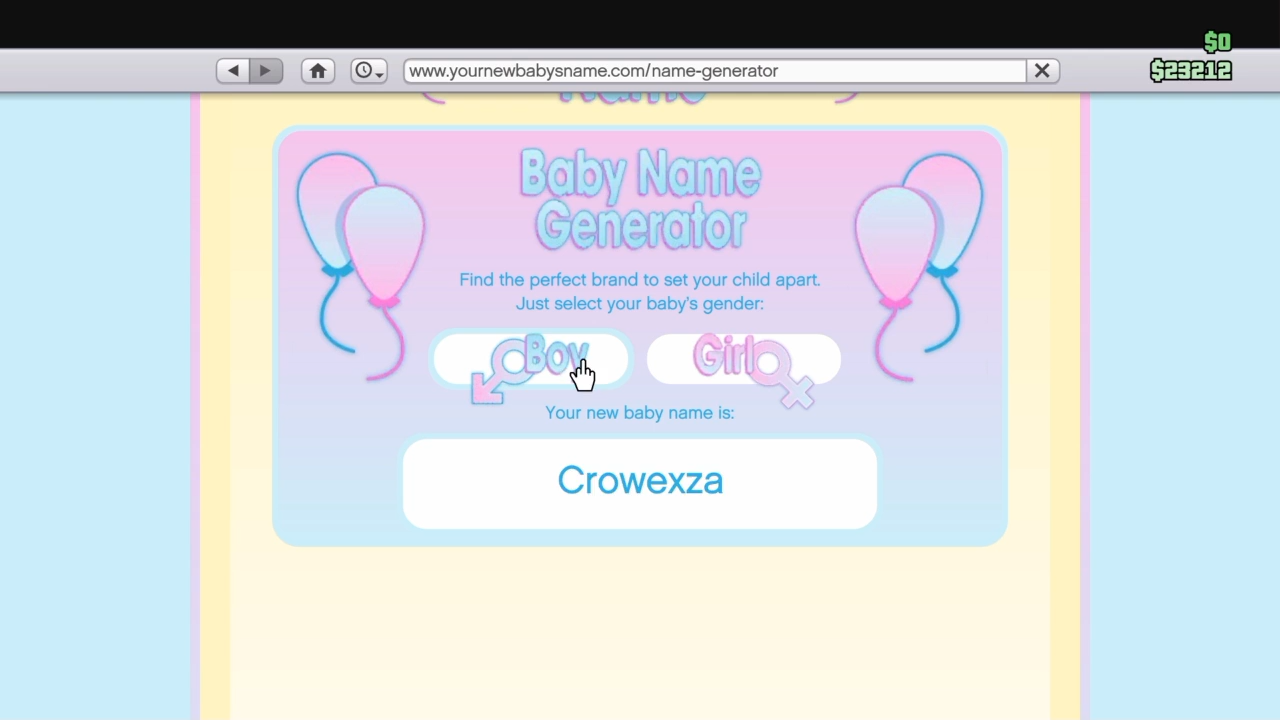 $0
www.yournewbabysname.com/name-generator
$23212
Name
Baby Name
Generator
Find the perfect brand to set your child apart.
Just select your baby's gender:
Boy Girl
Your new baby name is:
Crowexza